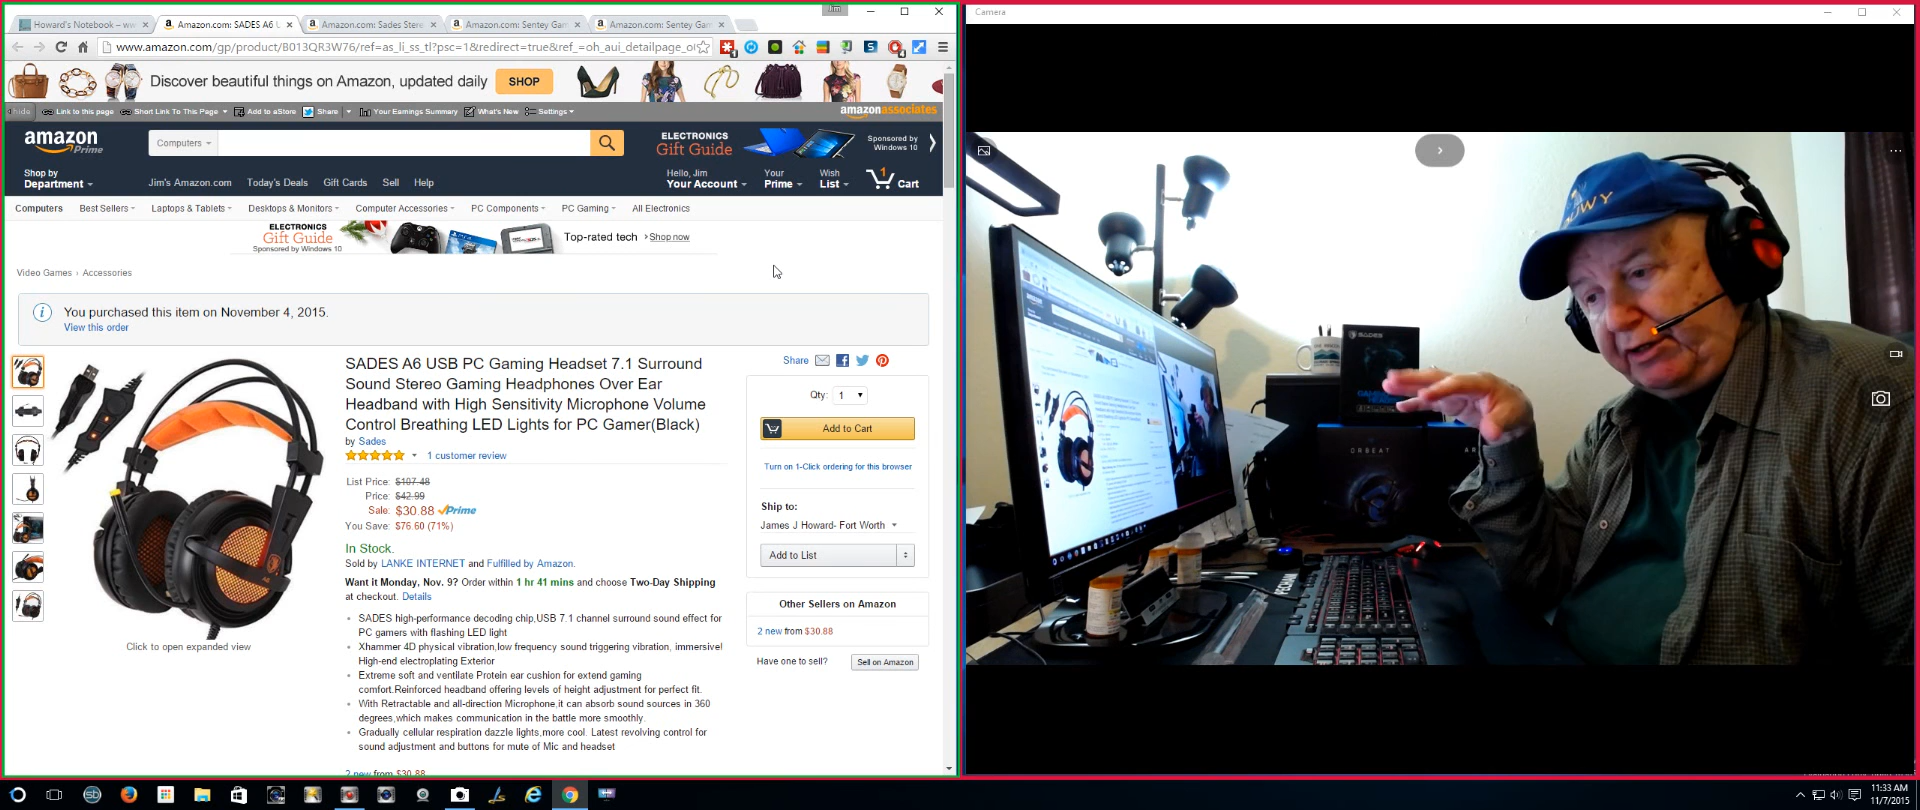 Howard's Notebook – ww
Amazon.com: SADES A6 U
Amazon.com: Sades Stere
Amazon.com: Sentey Gam
Amazon.com: Sentey Gam
Jim
www.amazon.com/gp/product/B013QR3W76/ref=as_li_ss_tl?psc=1&redirect=true&ref_=oh_aui_detailpage_o0
Discover beautiful things on Amazon, updated daily
SHOP
hide
Link to this page
Short Link To This Page
Add to aStore
Share
Your Earnings Summary
What's New
Settings
amazonassociates
amazon
Prime
Computers
ELECTRONICS
Gift Guide
Sponsored by
Windows 10
Shop by
Department
Jim's Amazon.com
Today's Deals
Gift Cards
Sell
Help
Hello, Jim
Your Account
Your
Prime
Wish
List
1
Cart
Computers
Best Sellers
Laptops & Tablets
Desktops & Monitors
Computer Accessories
PC Components
PC Gaming
All Electronics
ELECTRONICS
Gift Guide
Sponsored by Windows 10
Top-rated tech
› Shop now
Video Games › Accessories
You purchased this item on November 4, 2015.
View this order
SADES A6 USB PC Gaming Headset 7.1 Surround
Sound Stereo Gaming Headphones Over Ear
Headband with High Sensitivity Microphone Volume
Control Breathing LED Lights for PC Gamer(Black)
by Sades
1 customer review
List Price: $107.48
Price: $42.99
Sale: $30.88 Prime
You Save: $76.60 (71%)
In Stock.
Sold by LANKE INTERNET and Fulfilled by Amazon.
Want it Monday, Nov. 9? Order within 1 hr 41 mins and choose Two-Day Shipping
at checkout. Details
• SADES high-performance decoding chip,USB 7.1 channel surround sound effect for
PC gamers with flashing LED light
• Xhammer 4D physical vibration,low frequency sound triggering vibration, immersive!
High-end electroplating Exterior
• Extreme soft and ventilate Protein ear cushion for extend gaming
comfort.Reinforced headband offering levels of height adjustment for perfect fit.
• With Retractable and all-direction Microphone,it can absorb sound sources in 360
degrees,which makes communication in the battle more smoothly.
• Gradually cellular respiration dazzle lights,more cool. Latest revolving control for
sound adjustment and buttons for mute of Mic and headset
2 new from $30.88
Click to open expanded view
Share
Qty: 1
Add to Cart
Turn on 1-Click ordering for this browser
Ship to:
James J Howard- Fort Worth
Add to List
Other Sellers on Amazon
2 new from $30.88
Have one to sell?
Sell on Amazon
Camera
SADES
ORBEAT
11:33 AM
11/7/2015